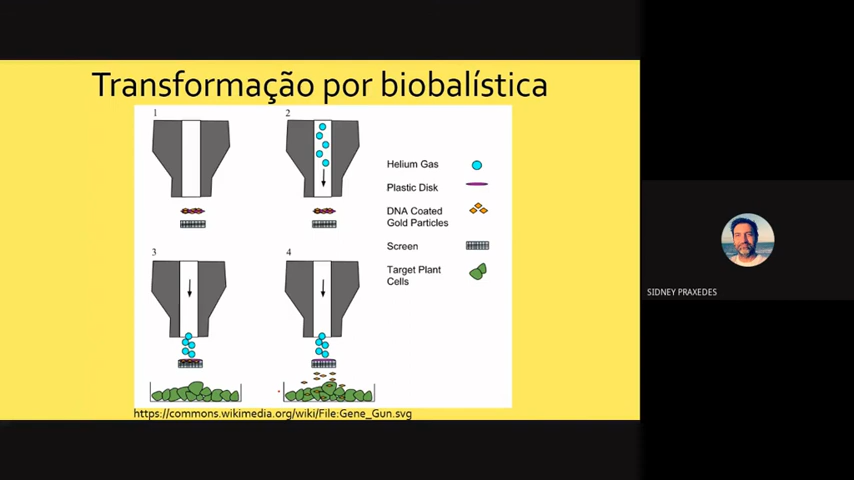 Transformação por biobalística
1
2
Helium Gas
Plastic Disk
DNA Coated
Gold Particles
Screen
3
4
Target Plant
Cells
https://commons.wikimedia.org/wiki/File:Gene_Gun.svg
SIDNEY PRAXEDES